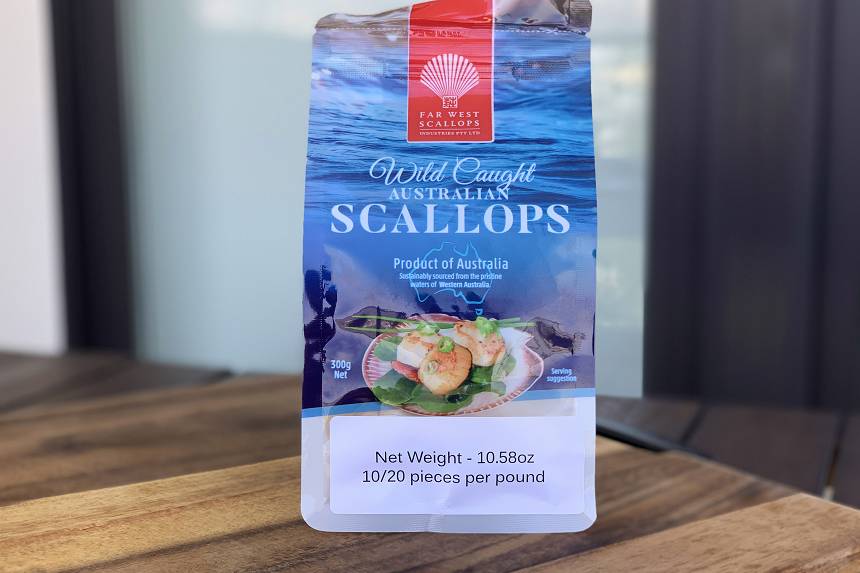 FAR WEST
SCALLOPS
INDUSTRIES PTY LTD
Wild Caught
AUSTRALIAN
SCALLOPS
Product of Australia
Sustainably sourced from the pristine
waters of Western Australia.
300g
Net
Serving
suggestion
Net Weight - 10.58oz
10/20 pieces per pound